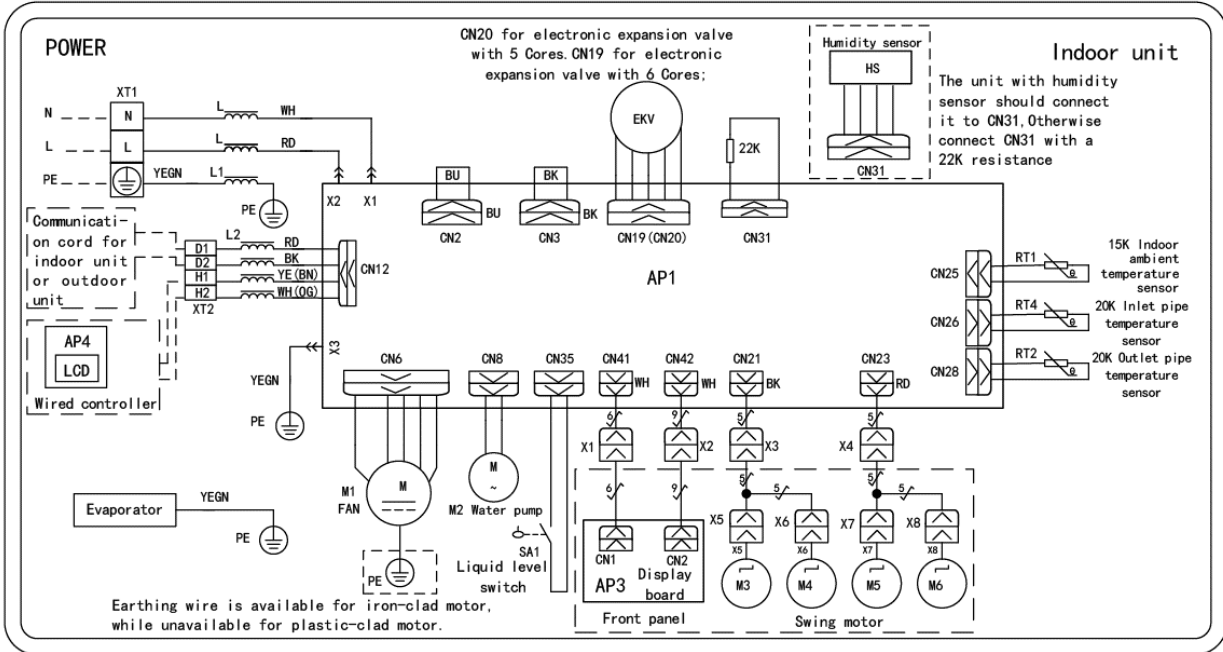 POWER
CN20 for electronic expansion valve
with 5 Cores.CN19 for electronic
expansion valve with 6 Cores;
Humidity sensor
HS
CN31
Indoor unit
The unit with humidity
sensor should connect
it to CN31,Otherwise
connect CN31 with a
22K resistance
XT1
N
N
L
WH
L
L
L
RD
PE
YEGN
L1
PE
X2
X1
EKV
22K
BU
BU
CN2
BK
BK
CN3
CN19(CN20)
CN31
Communicati-
on cord for
indoor unit
or outdoor
unit
L2
D1
RD
D2
BK
H1
YE(BN)
H2
WH(OG)
XT2
CN12
AP1
CN25
RT1
θ
15K Indoor
ambient
temperature
sensor
CN26
RT4
θ
20K Inlet pipe
temperature
sensor
CN28
RT2
θ
20K Outlet pipe
temperature
sensor
AP4
LCD
Wired controller
X3
YEGN
PE
CN6
CN8
CN35
CN41
WH
CN42
WH
CN21
BK
CN23
RD
6
9
5
5
X1
X2
X3
X4
6
9
5
5
5
5
M1
FAN
M
M
~
M2 Water pump
SA1
Liquid level
switch
PE
CN1
CN2
AP3
Display
board
Front panel
X5
X6
X7
X8
X5
X6
X7
X8
M3
M4
M5
M6
Swing motor
Evaporator
YEGN
PE
Earthing wire is available for iron-clad motor,
while unavailable for plastic-clad motor.